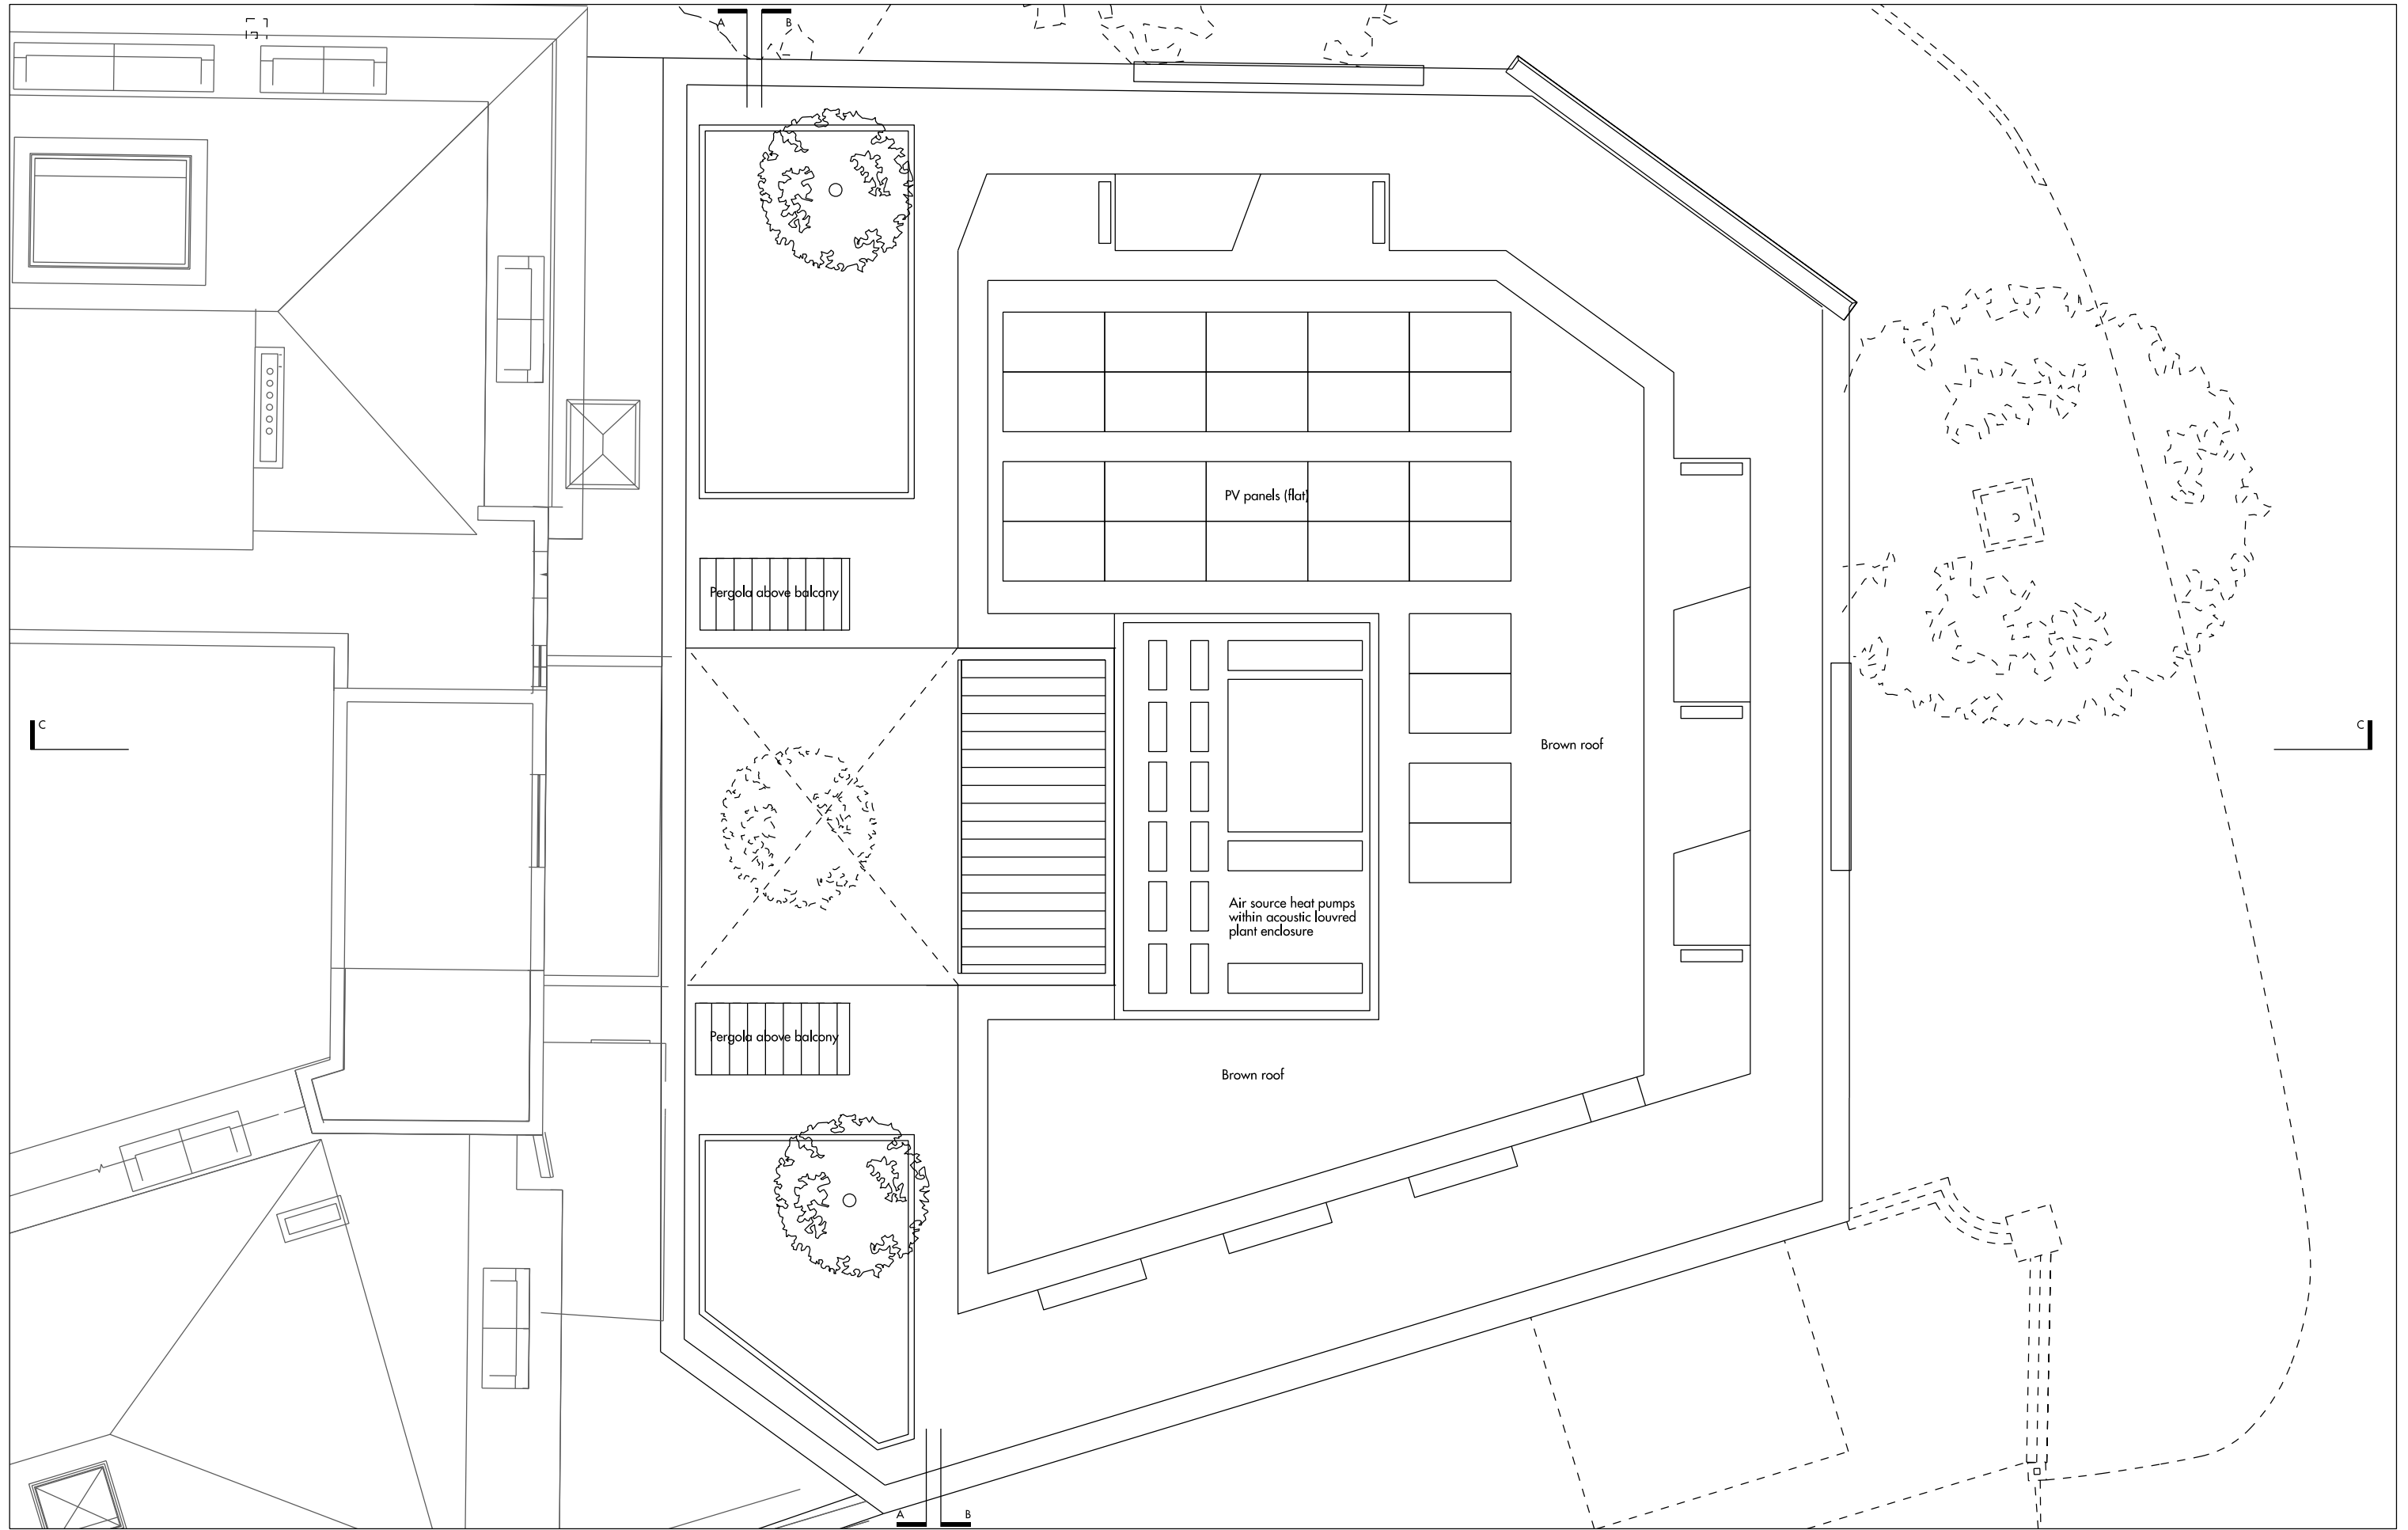 A
B
PV panels (flat)
Pergola above balcony
C
C
Brown roof
Air source heat pumps
within acoustic louvred
plant enclosure
Pergola above balcony
Brown roof
A
B